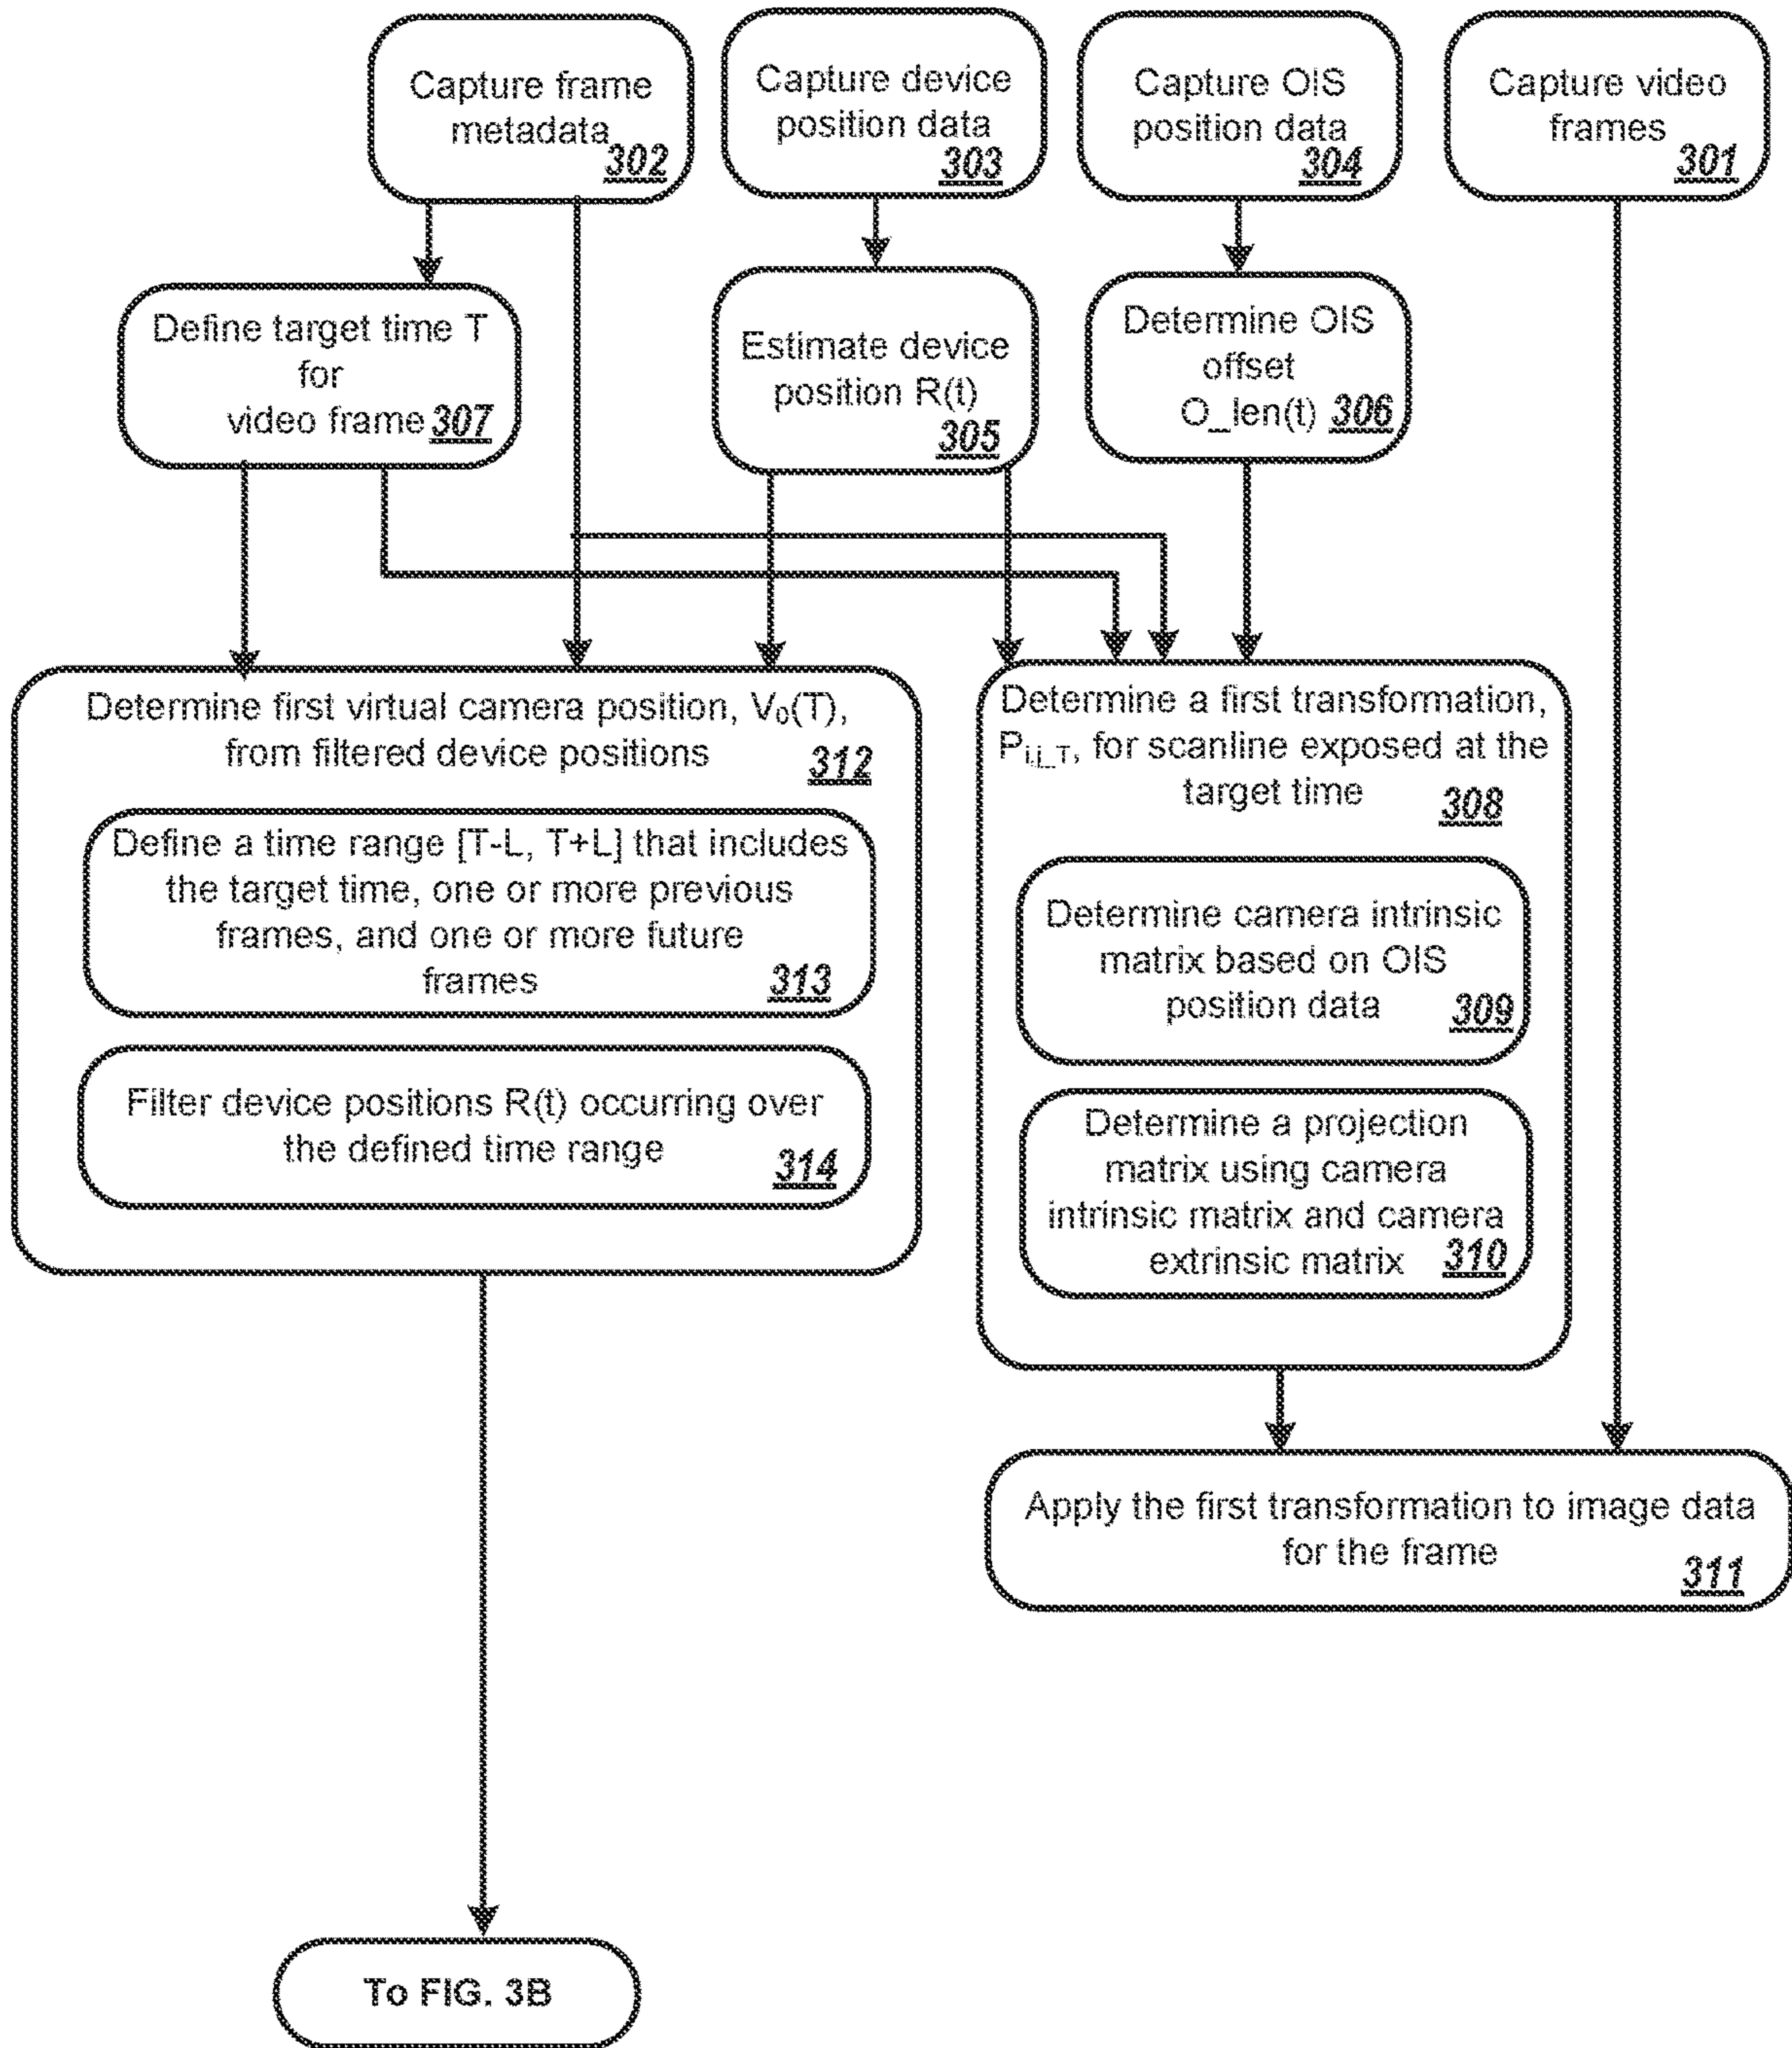 Capture frame
metadata
302
Capture device
position data
303
Capture OIS
position data
304
Capture video
frames
301
Define target time T
for
video frame 307
Estimate device
position R(t)
305
Determine OIS
offset
O_len(t) 306
Determine first virtual camera position, V₀(T),
from filtered device positions
312
Define a time range [T-L, T+L] that includes
the target time, one or more previous
frames, and one or more future
frames
313
Filter device positions R(t) occurring over
the defined time range
314
Determine a first transformation,
P_{i,j_T}, for scanline exposed at the
target time
308
Determine camera intrinsic
matrix based on OIS
position data
309
Determine a projection
matrix using camera
intrinsic matrix and camera
extrinsic matrix 310
Apply the first transformation to image data
for the frame
311
To FIG. 3B